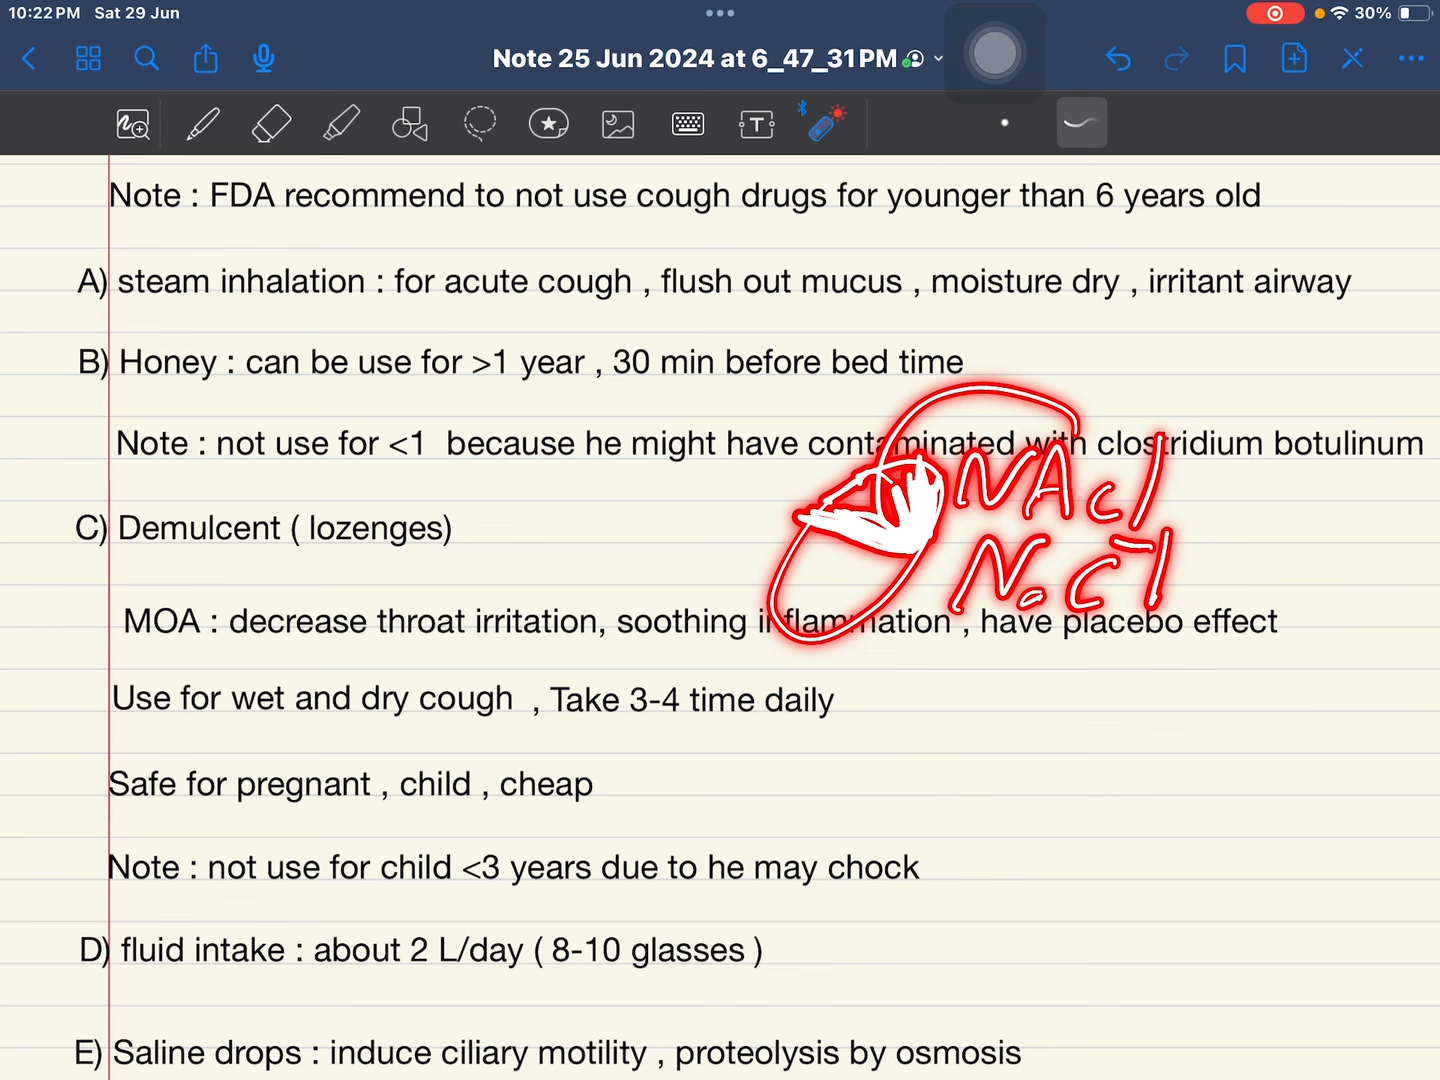 10:22 PM Sat 29 Jun 30%
Note 25 Jun 2024 at 6_47_31 PM
Note : FDA recommend to not use cough drugs for younger than 6 years old
A) steam inhalation : for acute cough , flush out mucus , moisture dry , irritant airway
B) Honey : can be use for >1 year , 30 min before bed time
Note : not use for <1 because he might have contaminated with clostridium botulinum
NAcl
C) Demulcent ( lozenges)
MOA : decrease throat irritation, soothing inflammation , have placebo effect
Use for wet and dry cough , Take 3-4 time daily
Safe for pregnant , child , cheap
Note : not use for child <3 years due to he may chock
D) fluid intake : about 2 L/day ( 8-10 glasses )
E) Saline drops : induce ciliary motility , proteolysis by osmosis